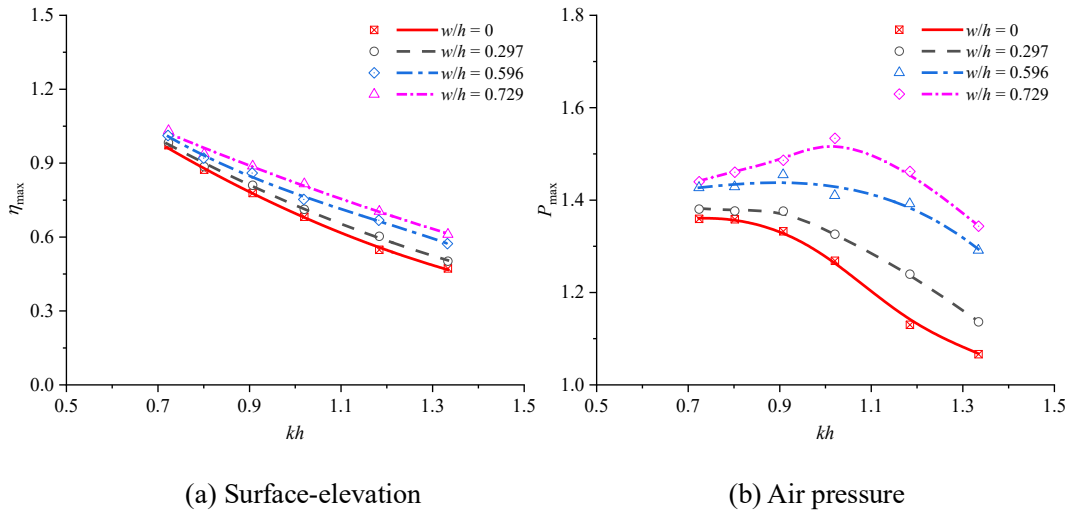 1.5
1.2
0.9
0.6
0.3
0.0
η_max
0.5 0.7 0.9 1.1 1.3 1.5
kh
w/h = 0
w/h = 0.297
w/h = 0.596
w/h = 0.729
(a) Surface-elevation
1.8
1.6
1.4
1.2
1.0
P_max
0.5 0.7 0.9 1.1 1.3 1.5
kh
w/h = 0
w/h = 0.297
w/h = 0.596
w/h = 0.729
(b) Air pressure